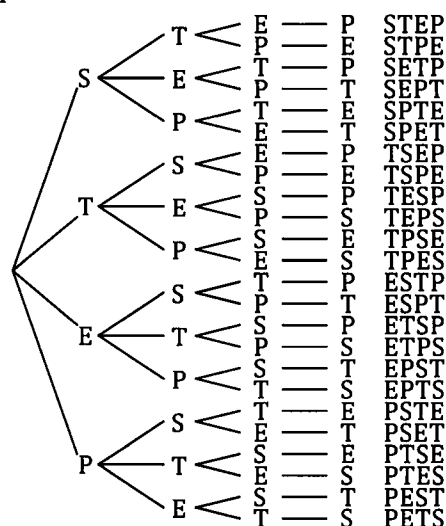 E P STEP
T
P E STPE
T P SETP
S E
P T SEPT
T E SPTE
P
E T SPET
E P TSEP
S
P E TSPE
S P TESP
T E
P S TEPS
S E TPSE
P
E S TPES
T P ESTP
S
P T ESPT
S P ETSP
E T
P S ETPS
S T EPST
P
T S EPTS
T E PSTE
S
E T PSET
S E PTSE
P T
E S PTES
S T PEST
E
T S PETS